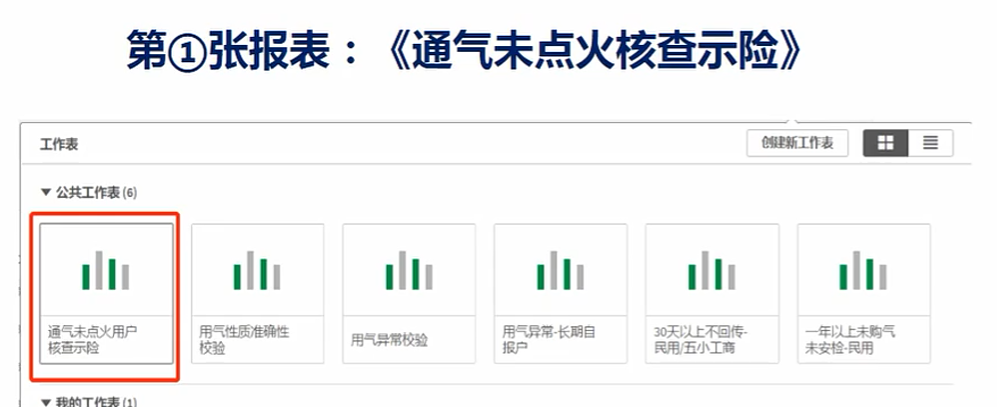 第①张报表：《通气未点火核查示险》
工作表
创建新工作表
▼ 公共工作表 (6)
通气未点火用户
核查示险
用气性质准确性
校验
用气异常校验
用气异常-长期自
报户
30天以上不回传-
民用/五小工商
一年以上未购气
未安检-民用
▼ 我的工作表 (1)